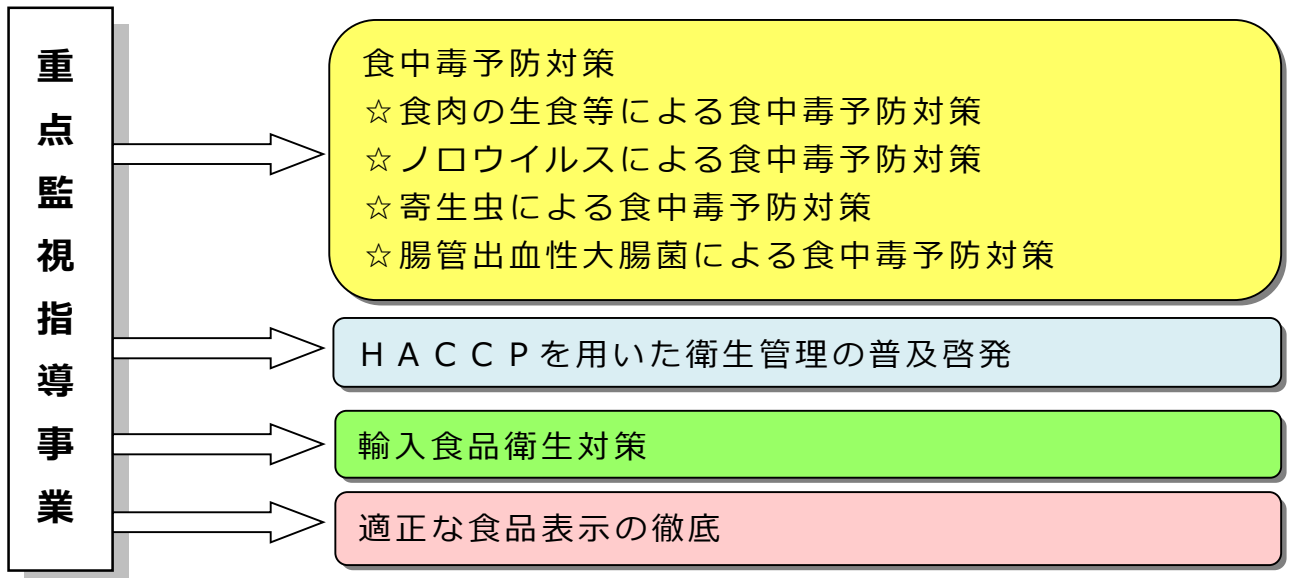 重点監視指導事業
食中毒予防対策
☆食肉の生食等による食中毒予防対策
☆ノロウイルスによる食中毒予防対策
☆寄生虫による食中毒予防対策
☆腸管出血性大腸菌による食中毒予防対策
ＨＡＣＣＰを用いた衛生管理の普及啓発
輸入食品衛生対策
適正な食品表示の徹底